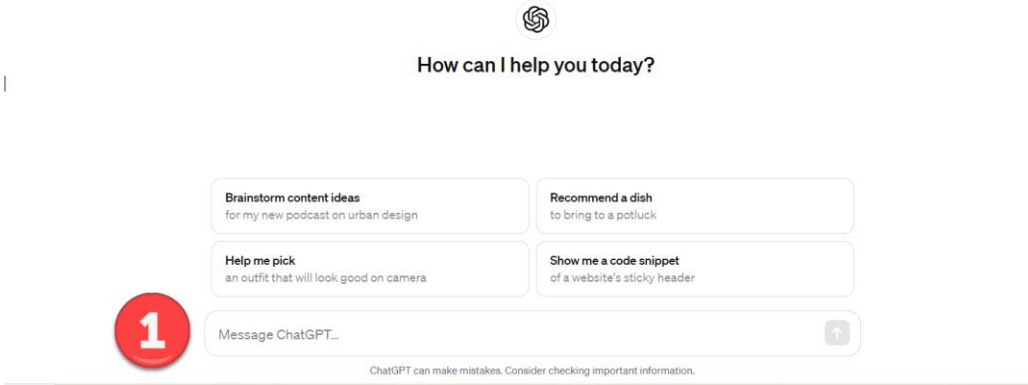 How can I help you today?
Brainstorm content ideas
for my new podcast on urban design
Recommend a dish
to bring to a potluck
Help me pick
an outfit that will look good on camera
Show me a code snippet
of a website's sticky header
1
Message ChatGPT...
ChatGPT can make mistakes. Consider checking important information.